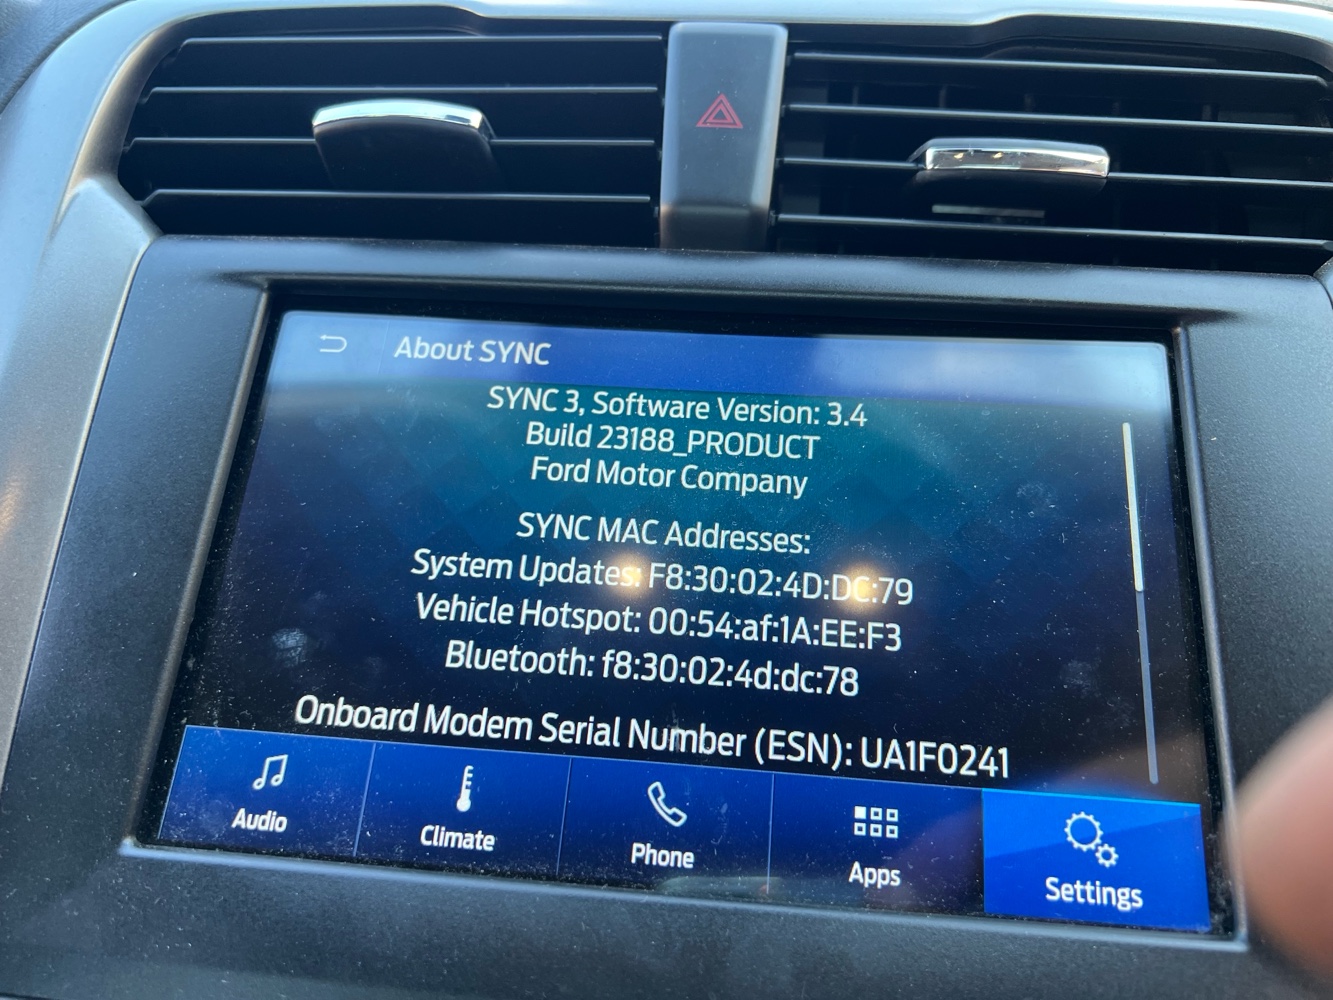 About SYNC
SYNC 3, Software Version: 3.4
Build 23188_PRODUCT
Ford Motor Company
SYNC MAC Addresses:
System Updates: F8:30:02:4D:DC:79
Vehicle Hotspot: 00:54:af:1A:EE:F3
Bluetooth: f8:30:02:4d:dc:78
Onboard Modem Serial Number (ESN): UA1F0241
Audio
Climate
Phone
Apps
Settings